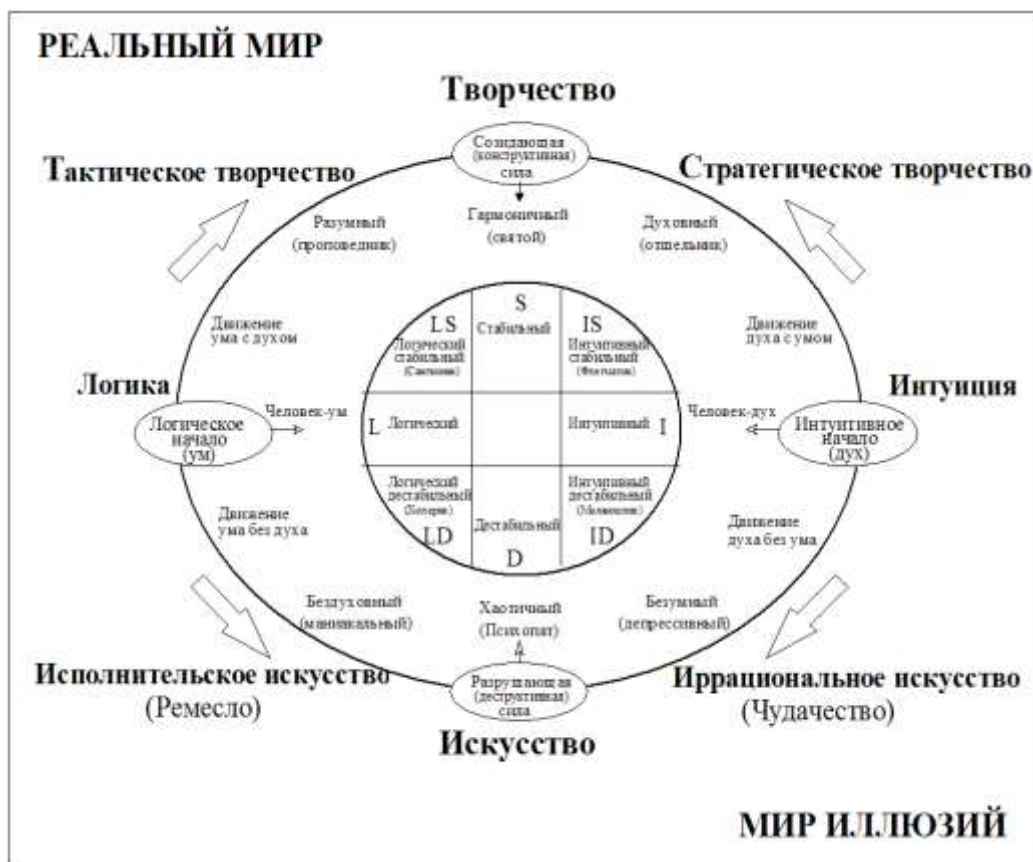 РЕАЛЬНЫЙ МИР
Творчество
Созидающая
(конструктивная)
сила
Тактическое творчество
Стратегическое творчество
Разумный
(проповедник)
Гармоничный
(святой)
Духовный
(отшельник)
Движение
ума с духом
S
Стабильный
LS
Логический
стабильный
(Сангвиник)
IS
Интуитивный
стабильный
(Флегматик)
Движение
духа с умом
Логика
Интуиция
Человек-ум
Человек-дух
Логическое
начало
(ум)
L
Логический
Интуитивный
I
Интуитивное
начало
(дух)
Логический
дестабильный
(Холерик)
LD
Дестабильный
D
Интуитивный
дестабильный
(Меланхолик)
ID
Движение
ума без духа
Движение
духа без ума
Бездуховный
(маниакальный)
Хаотичный
(Психопат)
Безумный
(депрессивный)
Исполнительское искусство
(Ремесло)
Разрушающая
(деструктивная)
сила
Иррациональное искусство
(Чудачество)
Искусство
МИР ИЛЛЮЗИЙ